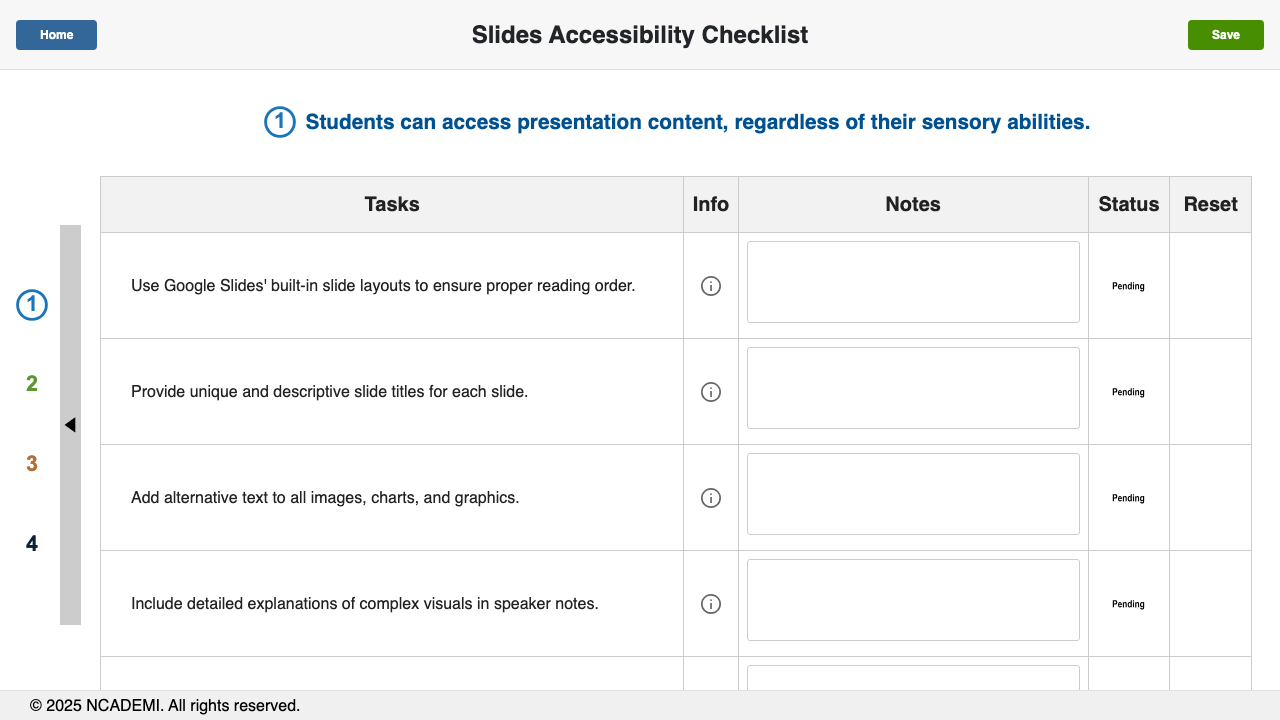 Home
Slides Accessibility Checklist
Save
1 Students can access presentation content, regardless of their sensory abilities.
Tasks Info Notes Status Reset
Use Google Slides' built-in slide layouts to ensure proper reading order. Pending
Provide unique and descriptive slide titles for each slide. Pending
Add alternative text to all images, charts, and graphics. Pending
Include detailed explanations of complex visuals in speaker notes. Pending
1
2
3
4
© 2025 NCADEMI. All rights reserved.